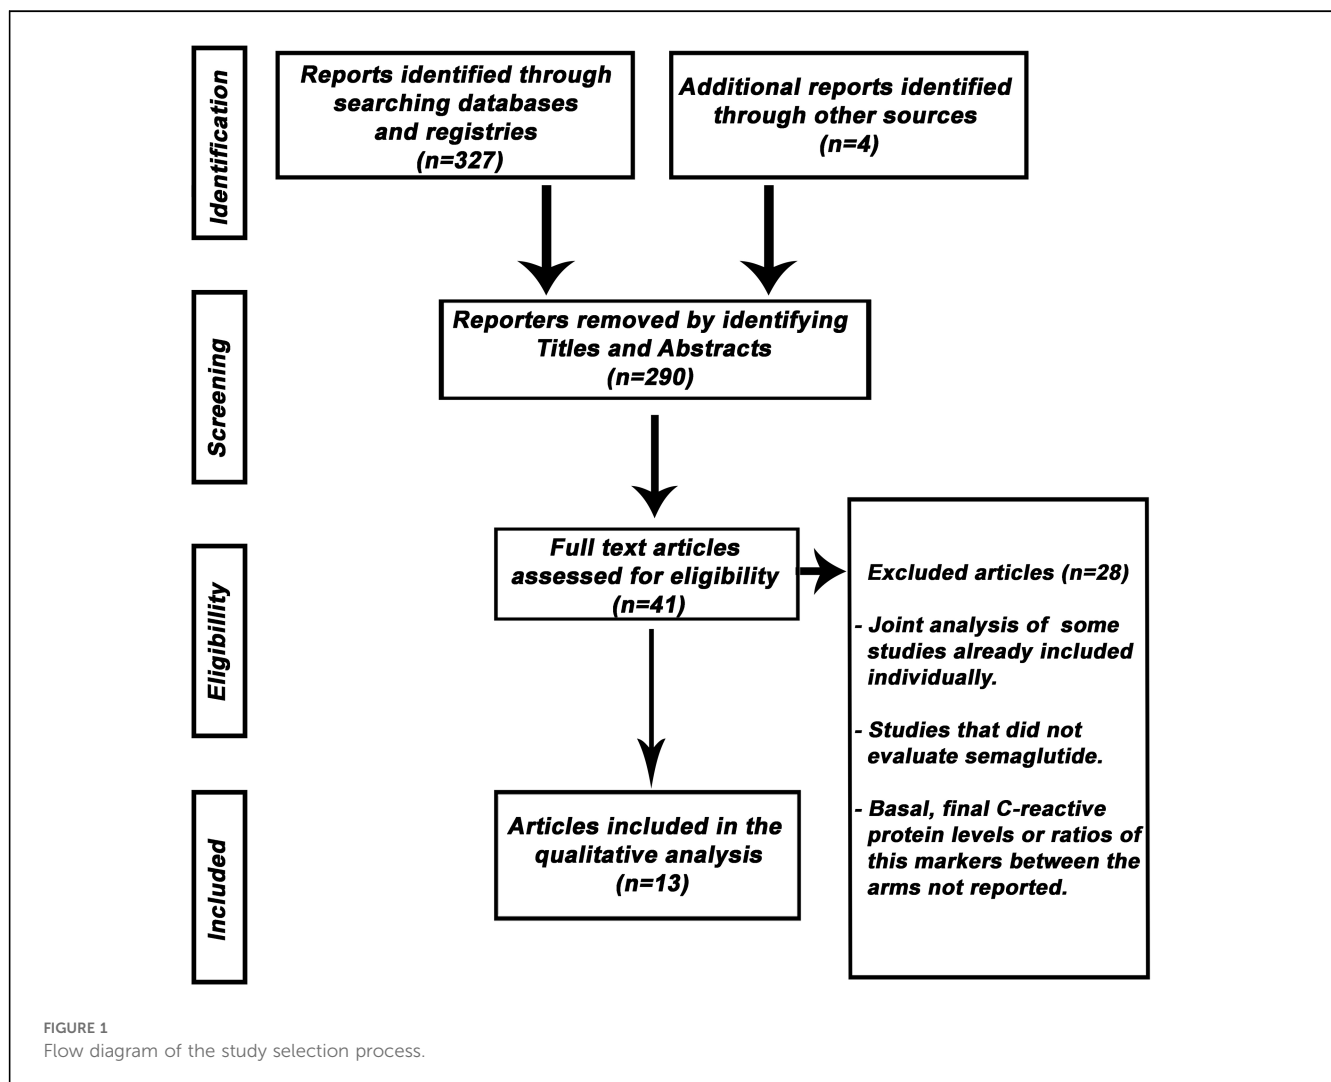 Identification
Reports identified through
searching databases
and registries
(n=327)
Additional reports identified
through other sources
(n=4)
Screening
Reporters removed by identifying
Titles and Abstracts
(n=290)
Eligibillity
Full text articles
assessed for eligibility
(n=41)
Excluded articles (n=28)
- Joint analysis of some
studies already included
individually.
- Studies that did not
evaluate semaglutide.
- Basal, final C-reactive
protein levels or ratios of
this markers between the
arms not reported.
Included
Articles included in the
qualitative analysis
(n=13)
FIGURE 1
Flow diagram of the study selection process.